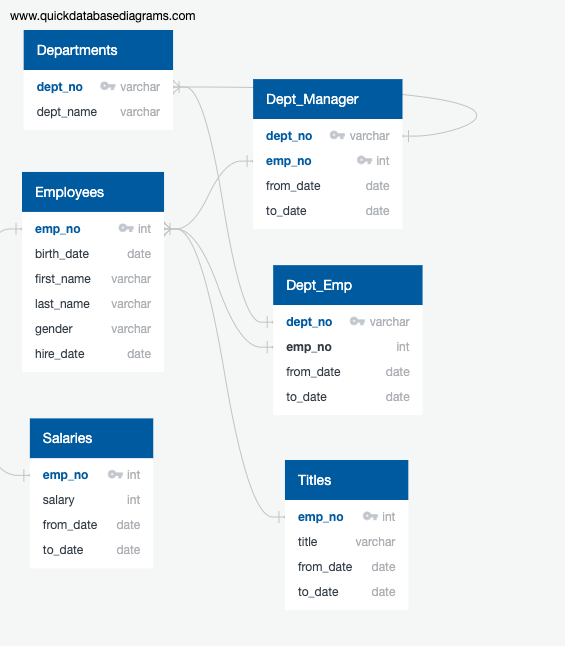 www.quickdatabasediagrams.com
Departments
dept_no varchar
dept_name varchar
Dept_Manager
dept_no varchar
emp_no int
from_date date
to_date date
Employees
emp_no int
birth_date date
first_name varchar
last_name varchar
gender varchar
hire_date date
Dept_Emp
dept_no varchar
emp_no int
from_date date
to_date date
Salaries
emp_no int
salary int
from_date date
to_date date
Titles
emp_no int
title varchar
from_date date
to_date date